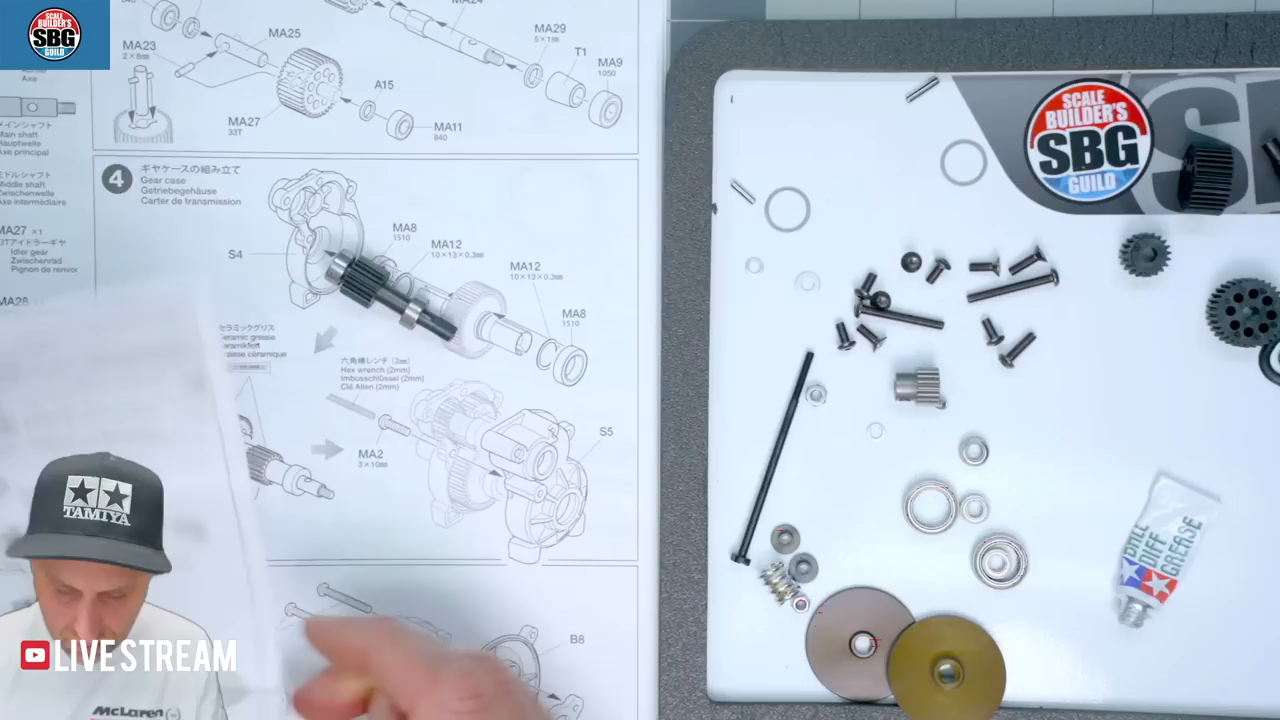 SCALE
BUILDER'S
SBG
GUILD
MA23
2×8mm
MA25
MA24
MA29
5×1mm
T1
MA9
1050
A15
MA27
33T
MA11
840
Axe
メインシャフト
Main shaft
Hauptwelle
Axe principal
ミドルシャフト
Middle shaft
Zwischenwelle
Axe intermédiaire
MA27 ×1
33Tアイドラーギヤ
Idler gear
Zwischenrad
Pignon de renvoi
MA28
4
ギヤケースの組み立て
Gear case
Getriebegehäuse
Carter de transmission
S4
MA8
1510
MA12
10×13×0.3mm
MA12
10×13×0.3mm
MA8
1510
セラミックグリス
Ceramic grease
Keramikfett
Graisse céramique
六角棒レンチ (2mm)
Hex wrench (2mm)
Imbusschlüssel (2mm)
Clé Allen (2mm)
MA2
3×10mm
S5
B8
SCALE
BUILDER'S
SBG
GUILD
BALL
DIFF
GREASE
TAMIYA
LIVE STREAM
McLaren